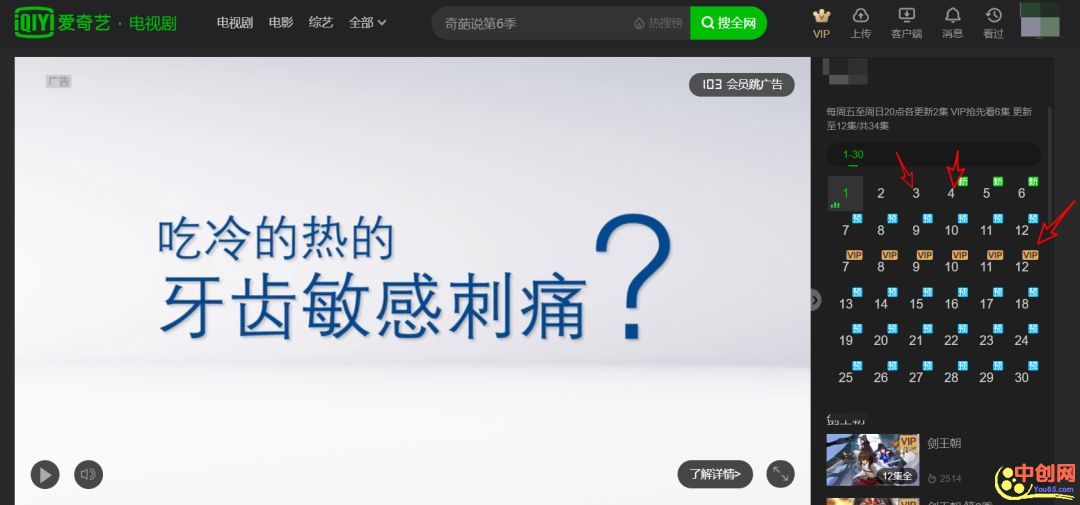 iQIYI 爱奇艺·电视剧
电视剧 电影 综艺 全部
奇葩说第6季 热搜榜 搜全网
VIP 上传 客户端 消息 看过
广告
103 会员跳广告
吃冷的热的
牙齿敏感刺痛?
了解详情>
每周五至周日20点各更新2集 VIP抢先看6集 更新
至12集/共34集
1-30
新 新 新
1 2 3 4 5 6
预 预 预 预 预 预
7 8 9 10 11 12
VIP VIP VIP VIP VIP VIP
7 8 9 10 11 12
预 预 预 预 预 预
13 14 15 16 17 18
预 预 预 预 预 预
19 20 21 22 23 24
预 预 预 预 预 预
25 26 27 28 29 30
剑王朝
VIP
剑王朝
12集全
2514
VIP
中创网
You85.com